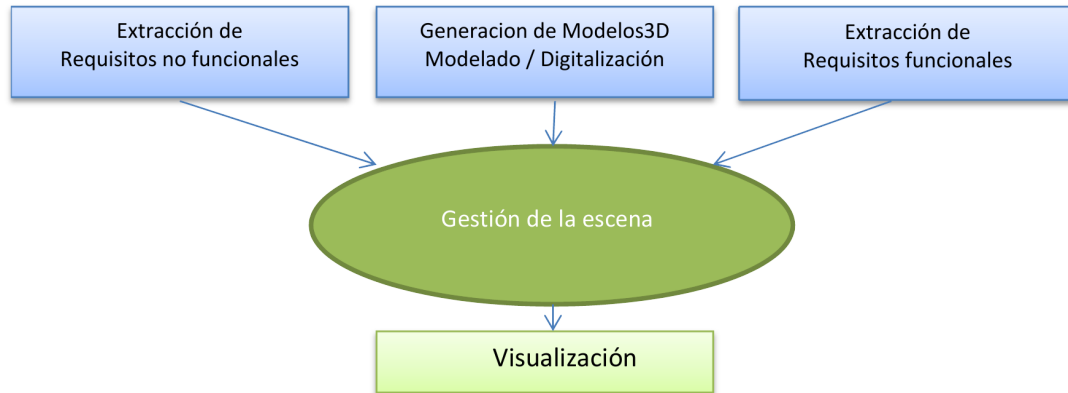 Extracción de
Requisitos no funcionales
Generacion de Modelos3D
Modelado / Digitalización
Extracción de
Requisitos funcionales
Gestión de la escena
Visualización